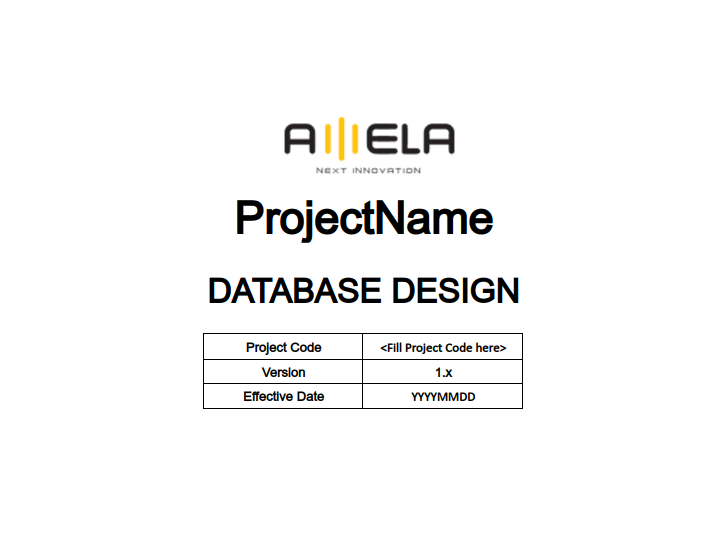 AMELA
NEXT INNOVATION
ProjectName
DATABASE DESIGN
Project Code <Fill Project Code here>
Version 1.x
Effective Date YYYYMMDD